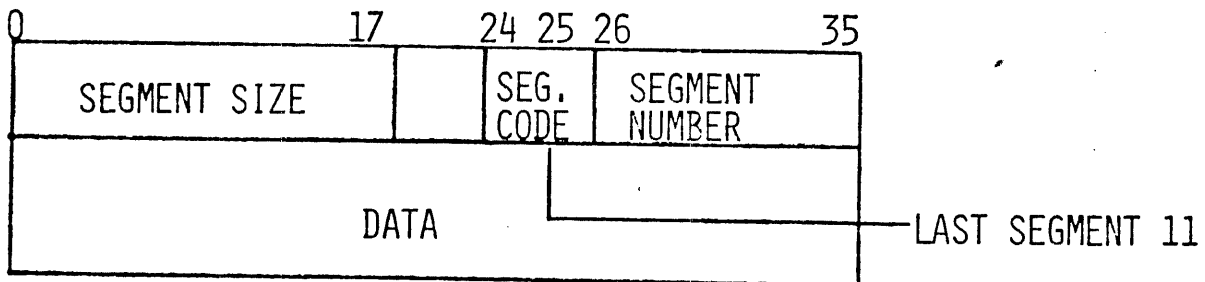 0 17 24 25 26 35
SEGMENT SIZE
SEG.
CODE
SEGMENT
NUMBER
DATA
LAST SEGMENT 11